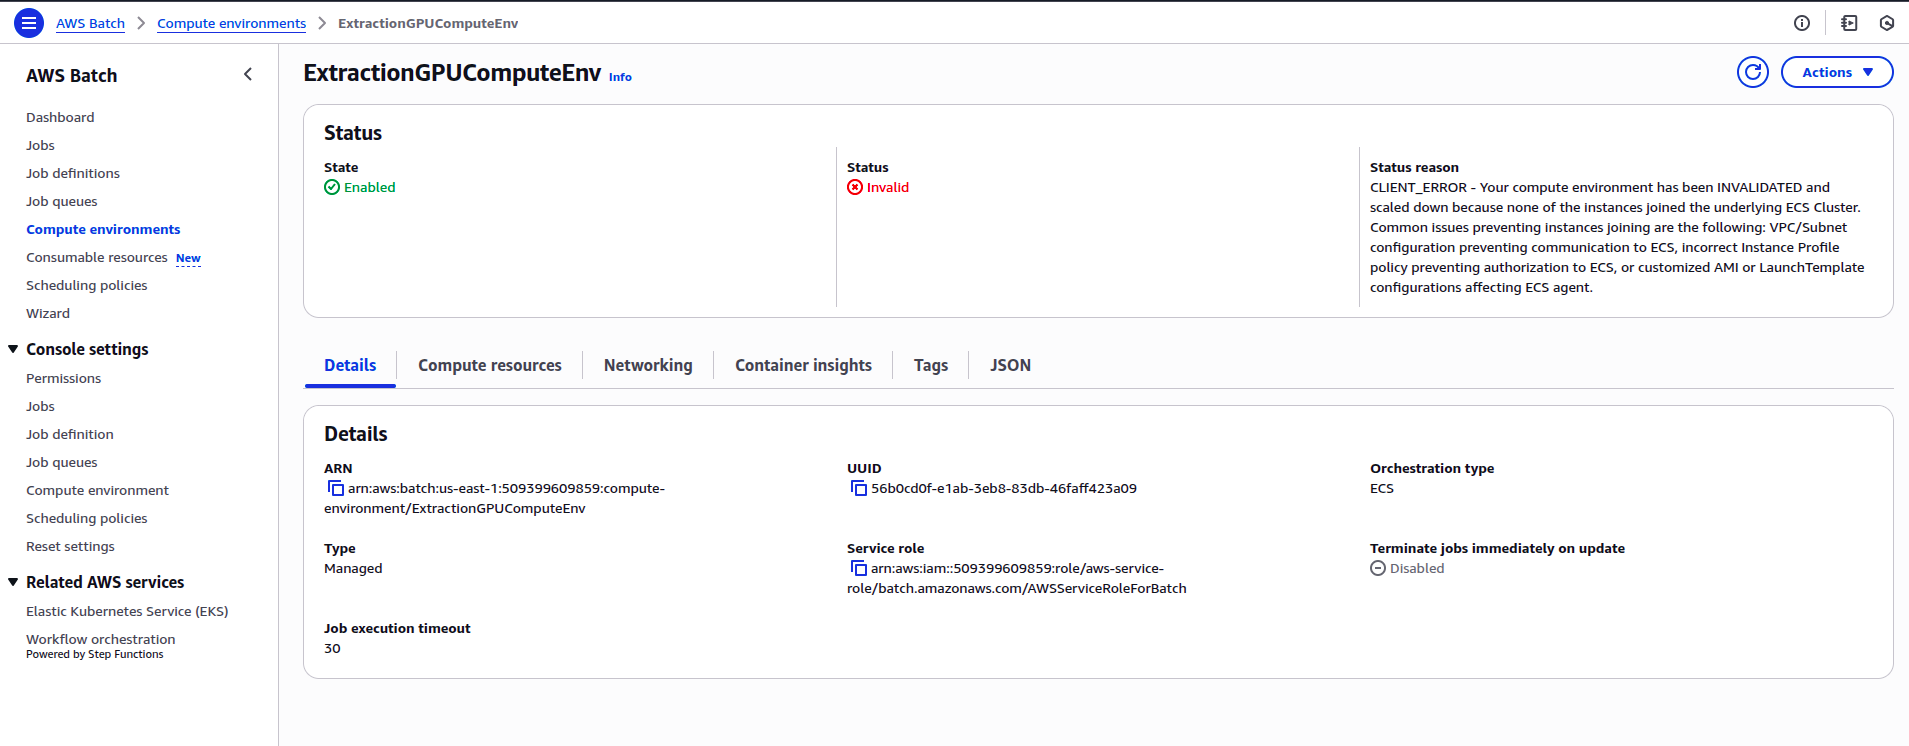 AWS Batch > Compute environments > ExtractionGPUComputeEnv
AWS Batch
Dashboard
Jobs
Job definitions
Job queues
Compute environments
Consumable resources New
Scheduling policies
Wizard
Console settings
Permissions
Jobs
Job definition
Job queues
Compute environment
Scheduling policies
Reset settings
Related AWS services
Elastic Kubernetes Service (EKS)
Workflow orchestration
Powered by Step Functions
ExtractionGPUComputeEnv Info
Actions
Status
State
Enabled
Status
Invalid
Status reason
CLIENT_ERROR - Your compute environment has been INVALIDATED and
scaled down because none of the instances joined the underlying ECS Cluster.
Common issues preventing instances joining are the following: VPC/Subnet
configuration preventing communication to ECS, incorrect Instance Profile
policy preventing authorization to ECS, or customized AMI or LaunchTemplate
configurations affecting ECS agent.
Details
Compute resources
Networking
Container insights
Tags
JSON
Details
ARN
arn:aws:batch:us-east-1:509399609859:compute-
environment/ExtractionGPUComputeEnv
UUID
56b0cd0f-e1ab-3eb8-83db-46faff423a09
Orchestration type
ECS
Type
Managed
Service role
arn:aws:iam::509399609859:role/aws-service-
role/batch.amazonaws.com/AWSServiceRoleForBatch
Terminate jobs immediately on update
Disabled
Job execution timeout
30